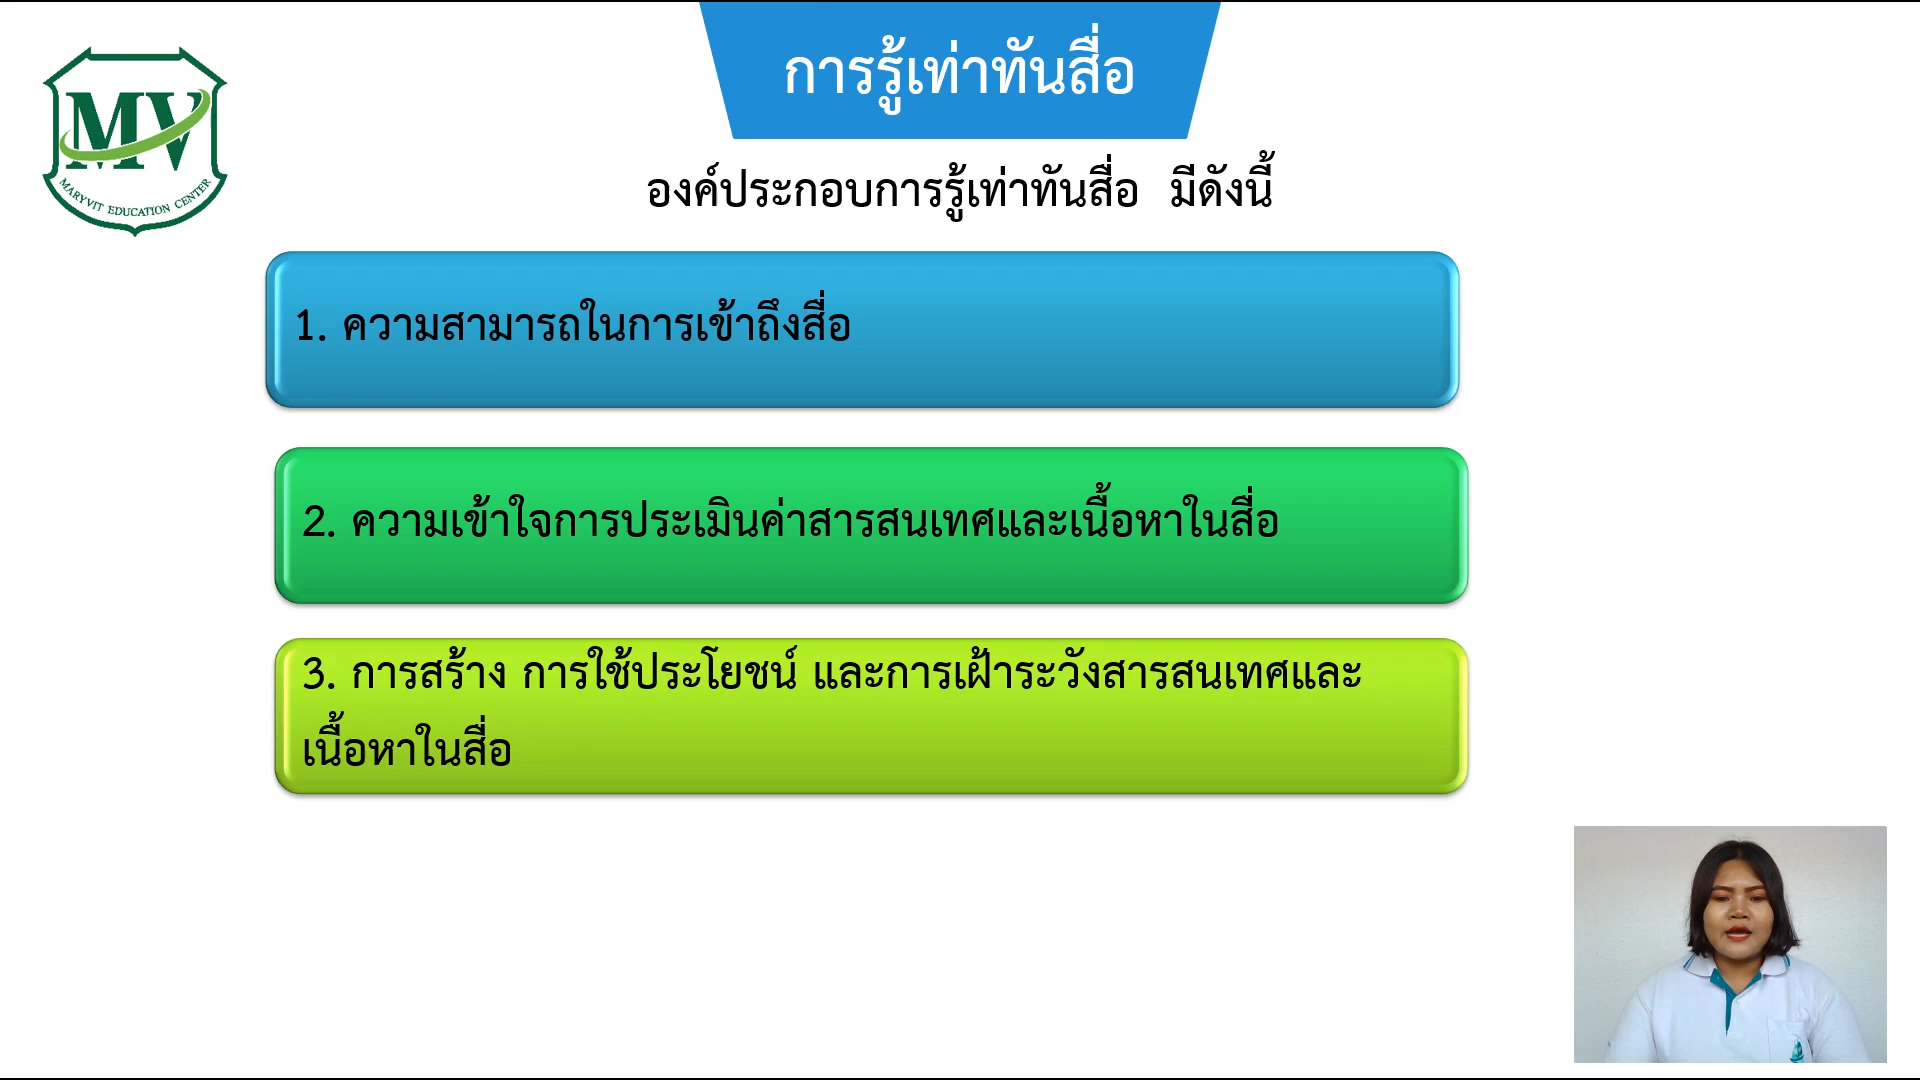 การรู้เท่าทันสื่อ
MV
MARYVIT EDUCATION CENTER
องค์ประกอบการรู้เท่าทันสื่อ มีดังนี้
1. ความสามารถในการเข้าถึงสื่อ
2. ความเข้าใจการประเมินค่าสารสนเทศและเนื้อหาในสื่อ
3. การสร้าง การใช้ประโยชน์ และการเฝ้าระวังสารสนเทศและ
เนื้อหาในสื่อ